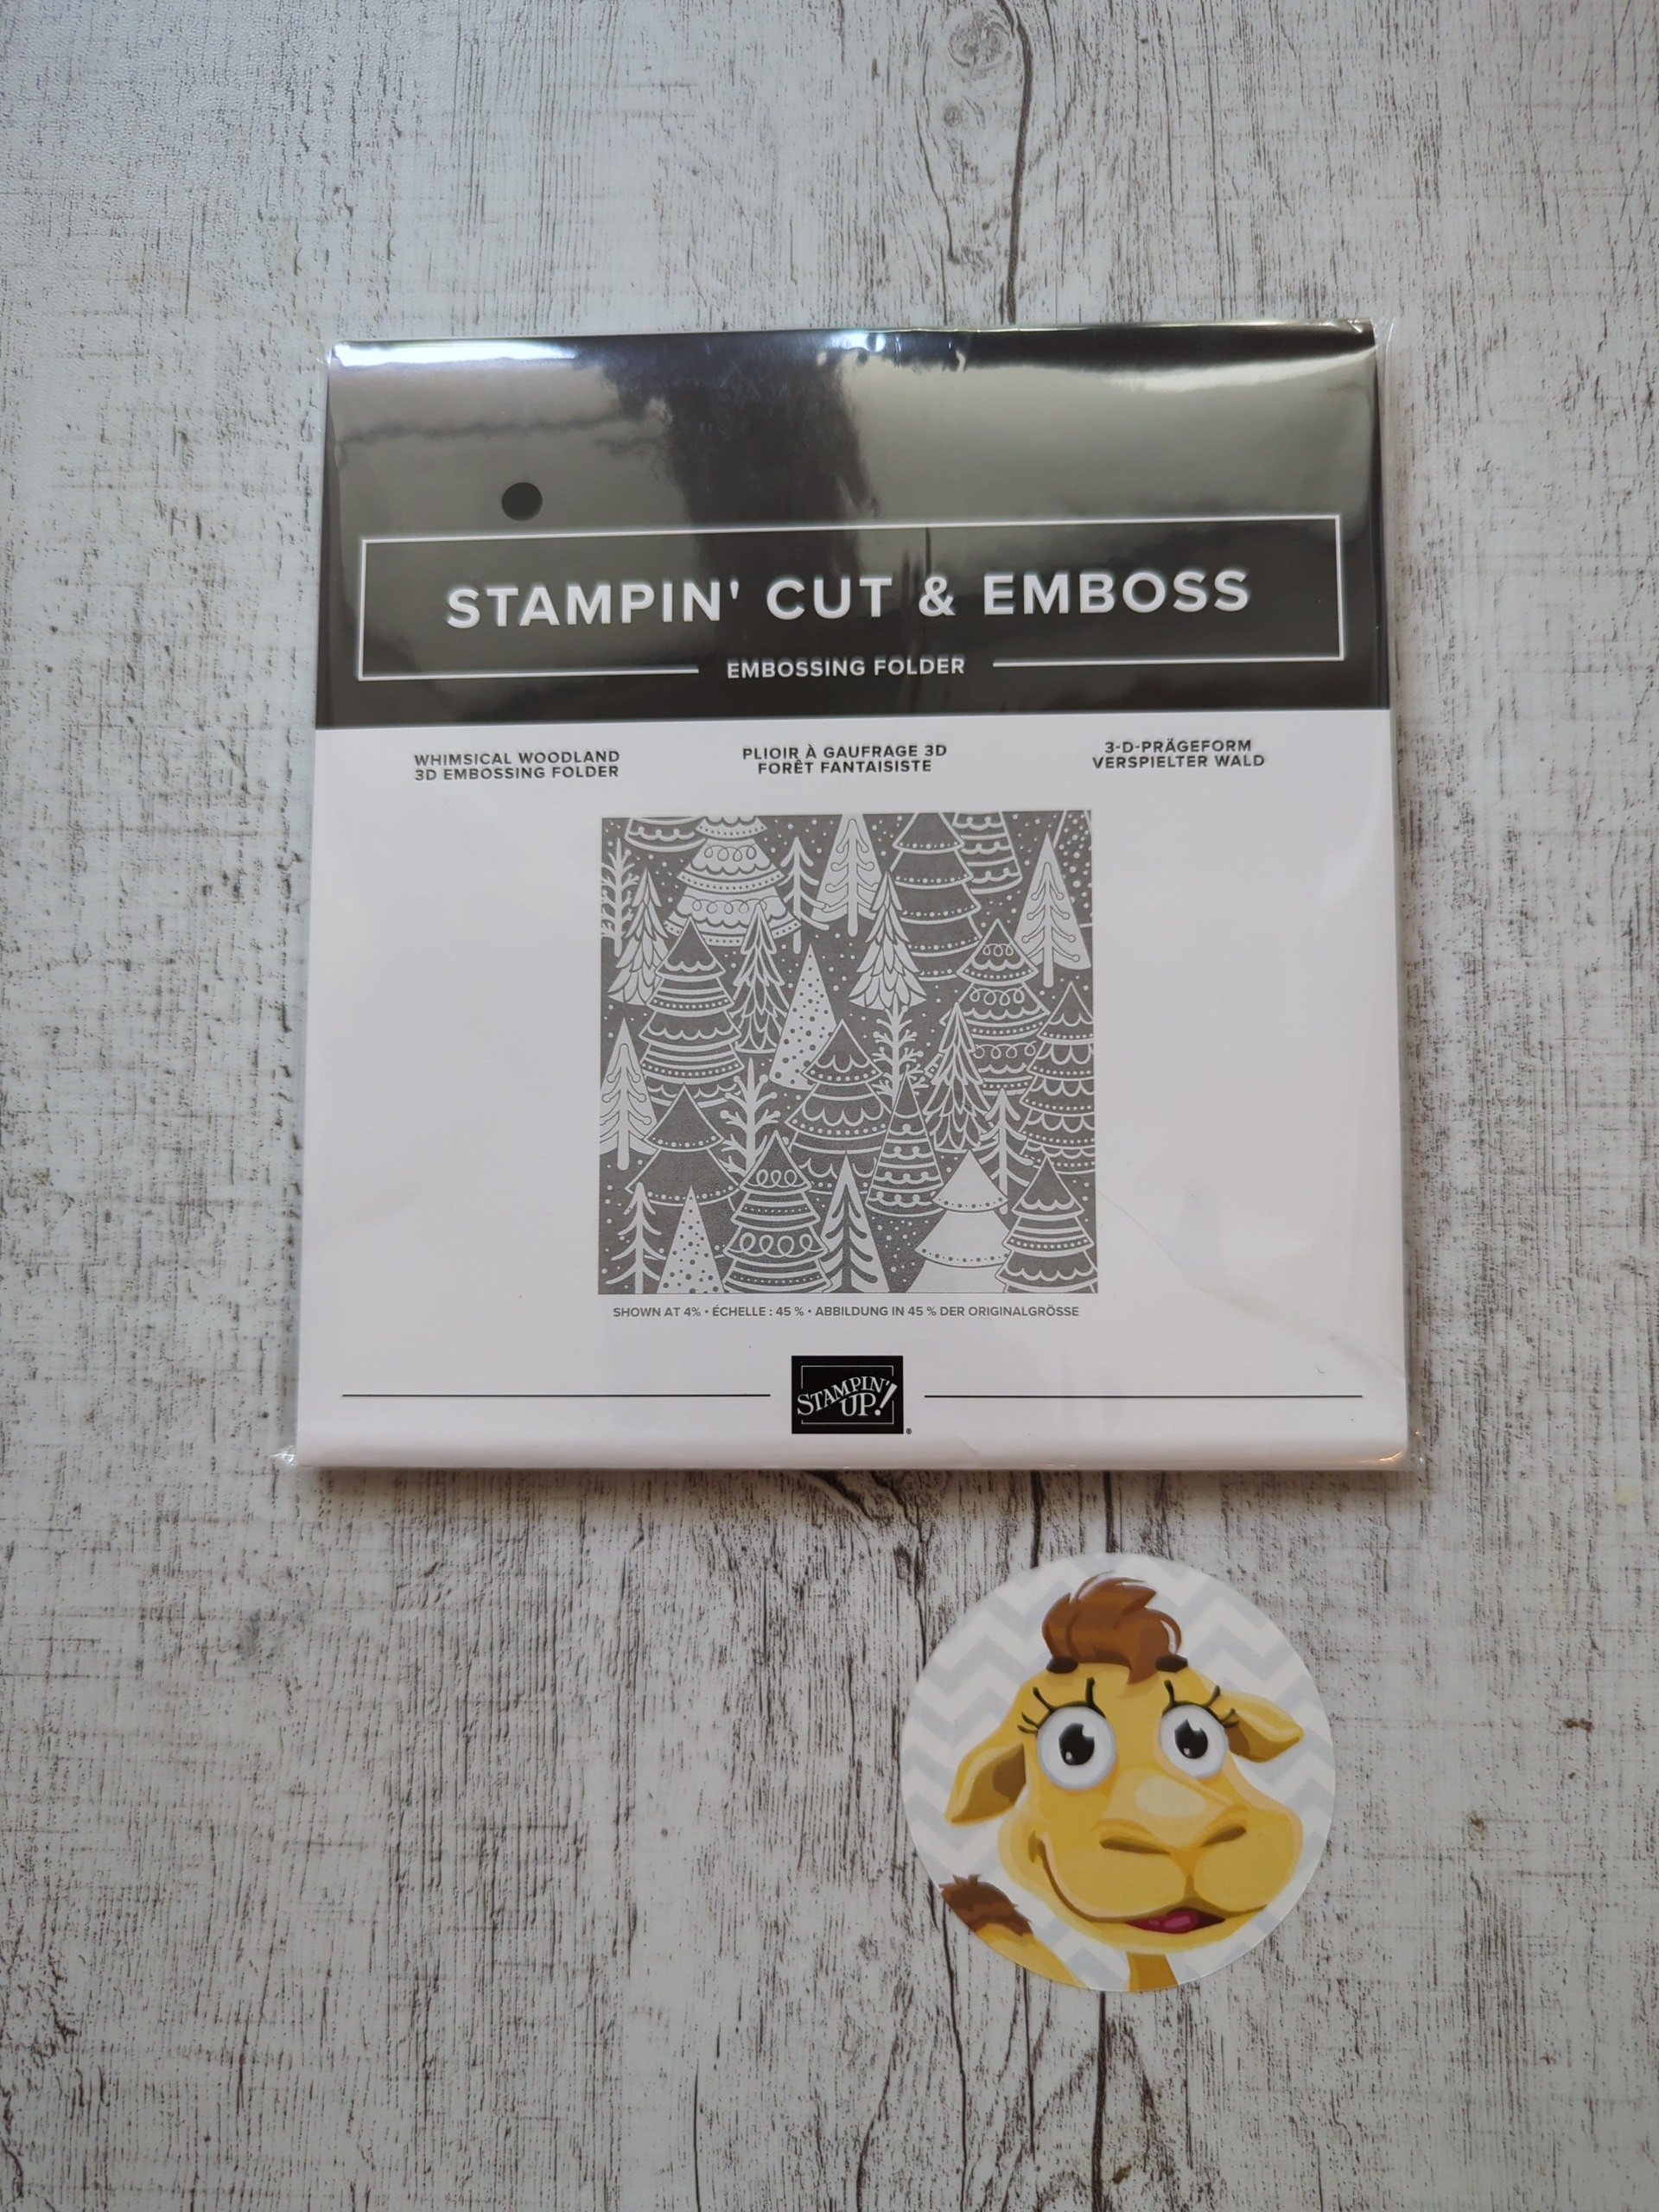 STAMPIN' CUT & EMBOSS
EMBOSSING FOLDER
WHIMSICAL WOODLAND
3D EMBOSSING FOLDER
PLIOIR À GAUFRAGE 3D
FORÊT FANTAISISTE
3-D-PRÄGEFORM
VERSPIELTER WALD
SHOWN AT 4% • ÉCHELLE : 45 % • ABBILDUNG IN 45 % DER ORIGINALGRÖSSE
STAMPIN'
UP!®